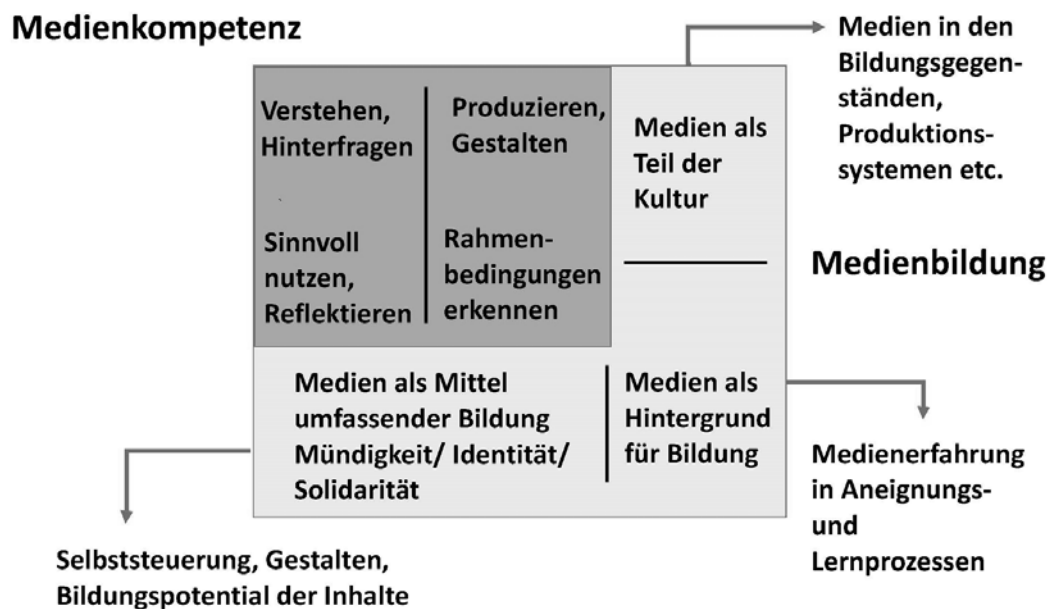 Medienkompetenz
Medien in den
Bildungsgegen-
ständen,
Produktions-
systemen etc.
Verstehen,
Hinterfragen
Produzieren,
Gestalten
Medien als
Teil der
Kultur
Sinnvoll
nutzen,
Reflektieren
Rahmen-
bedingungen
erkennen
Medienbildung
Medien als Mittel
umfassender Bildung
Mündigkeit/ Identität/
Solidarität
Medien als
Hintergrund
für Bildung
Medienerfahrung
in Aneignungs-
und
Lernprozessen
Selbststeuerung, Gestalten,
Bildungspotential der Inhalte